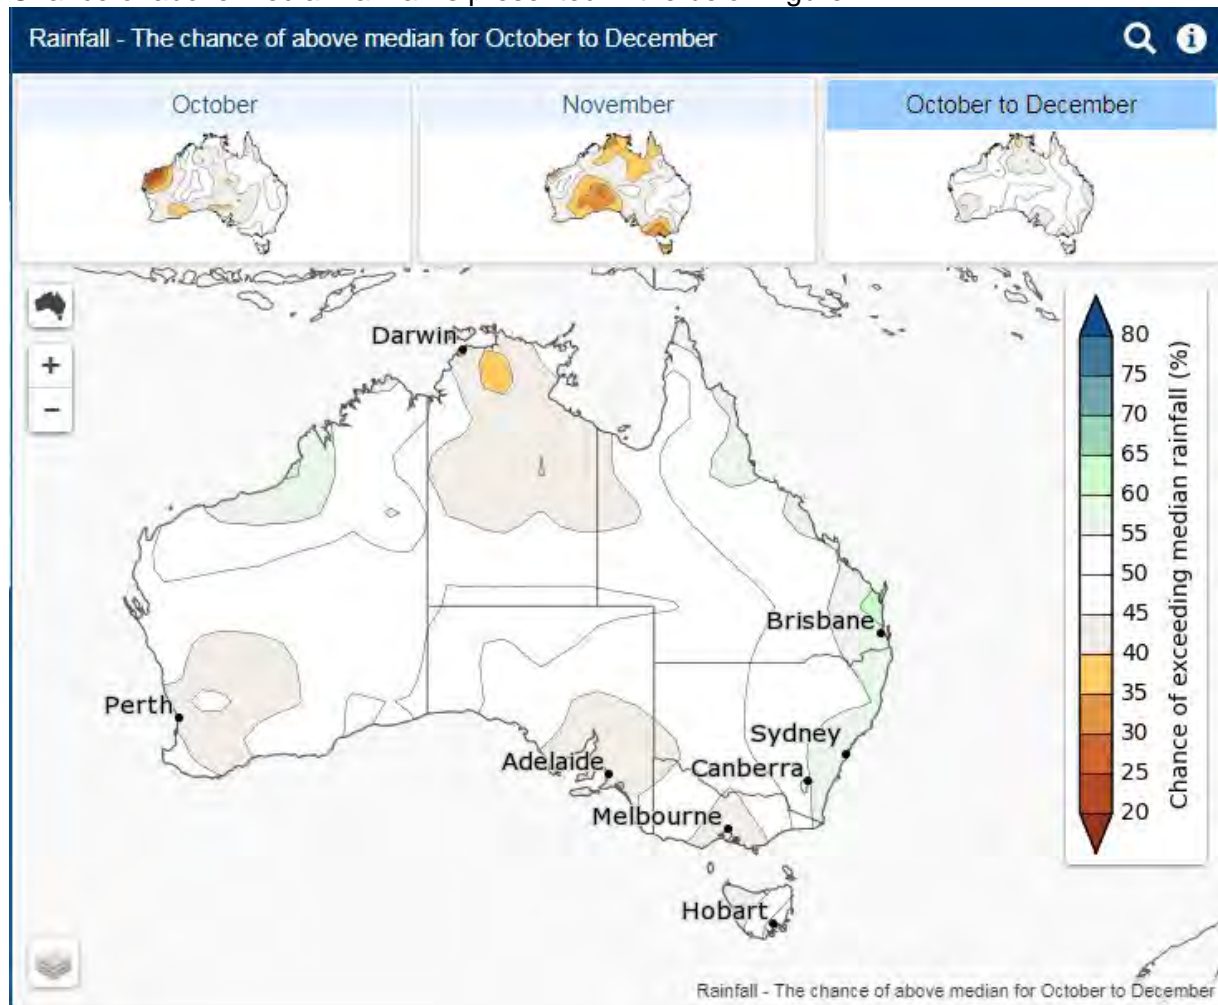 Rainfall - The chance of above median for October to December
October
November
October to December
+
−
Darwin
Brisbane
Perth
Sydney
Adelaide
Canberra
Melbourne
Hobart
80
75
70
65
60
55
50
45
40
35
30
25
20
Chance of exceeding median rainfall (%)
Rainfall - The chance of above median for October to December